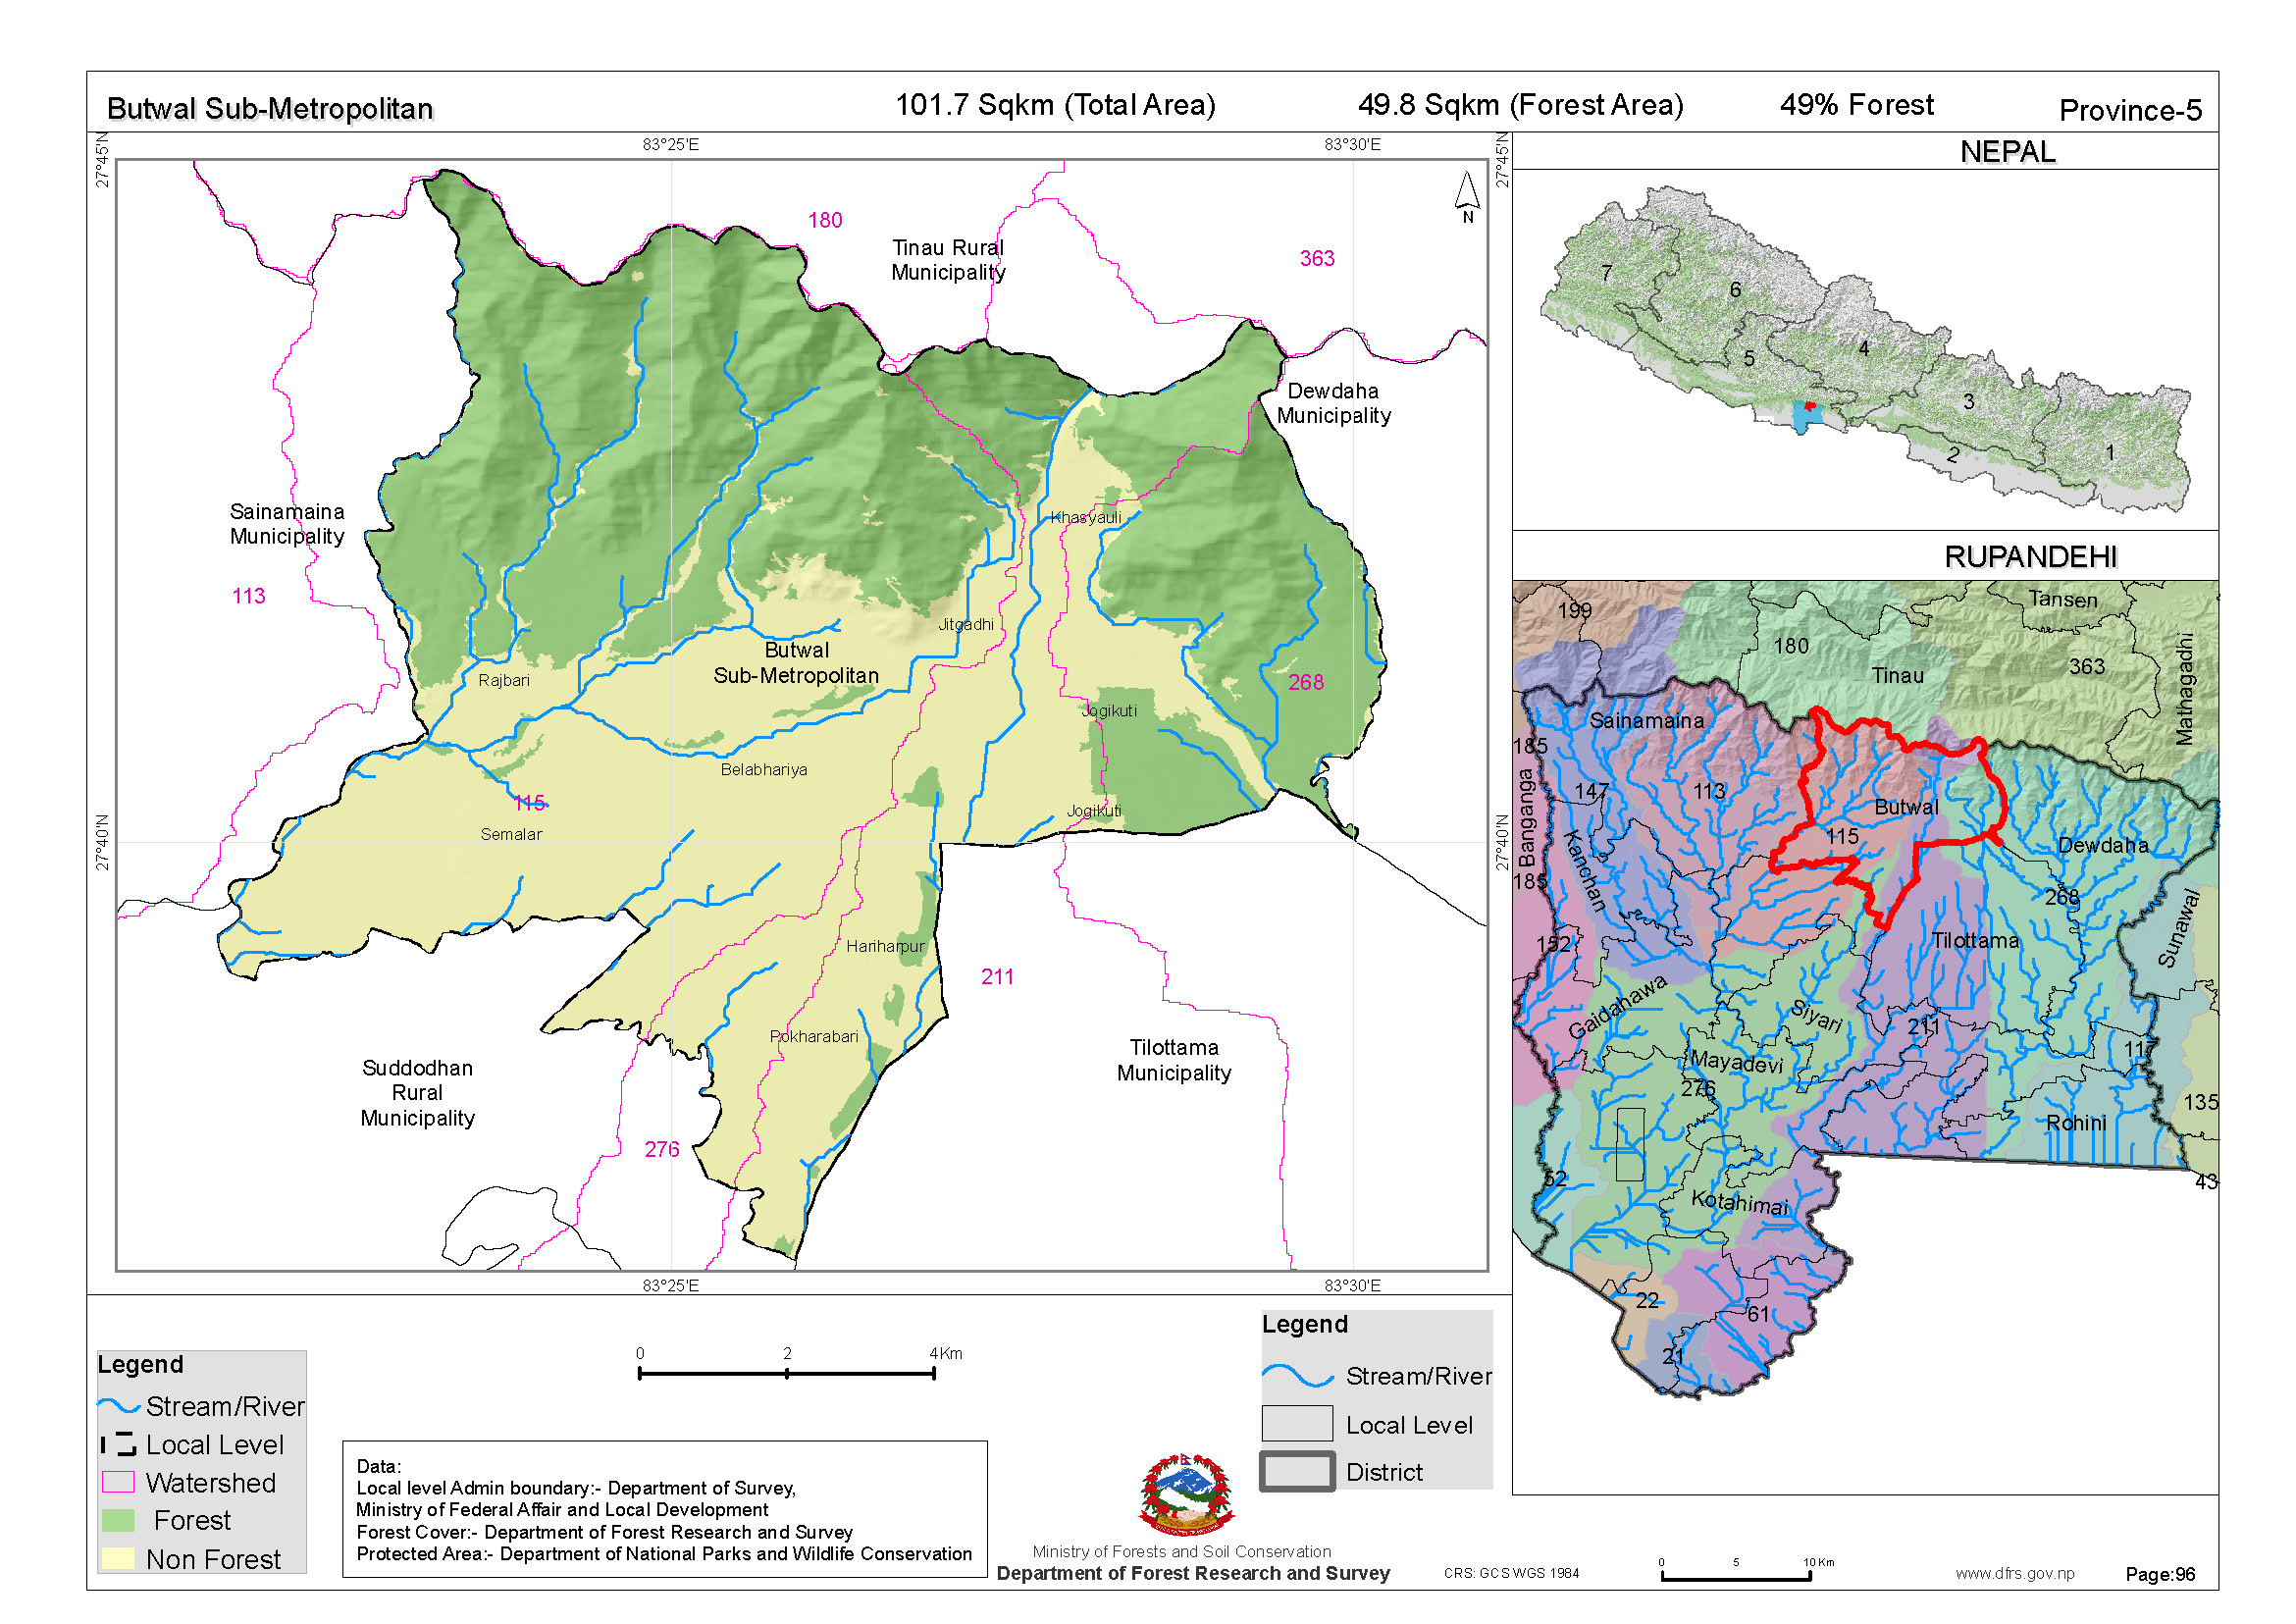 Butwal Sub-Metropolitan
101.7 Sqkm (Total Area)
49.8 Sqkm (Forest Area)
49% Forest
Province-5
83°25'E
83°30'E
27°45'N
27°45'N
27°40'N
27°40'N
N
180
Tinau Rural
Municipality
363
Dewdaha
Municipality
Sainamaina
Municipality
113
Khasyauli
Jitgadhi
Butwal
Sub-Metropolitan
Rajbari
268
Jogikuti
Belabhariya
115
Semalar
Jogikuti
Hariharpur
211
Pokharabari
Tilottama
Municipality
Suddodhan
Rural
Municipality
276
83°25'E
83°30'E
NEPAL
7
6
5
4
3
2
1
RUPANDEHI
199
Tansen
180
Tinau
363
Mathagadhi
Sainamaina
185
147
113
Butwal
Banganga
115
Kanchan
Dewdaha
185
268
Sunawal
152
Tilottama
Gaidahawa
Siyari
211
Mayadevi
276
135
Rohini
52
43
Kotahimai
22
61
21
Legend
Stream/River
Local Level
Watershed
Forest
Non Forest
0 2 4Km
Data:
Local level Admin boundary:- Department of Survey,
Ministry of Federal Affair and Local Development
Forest Cover:- Department of Forest Research and Survey
Protected Area:- Department of National Parks and Wildlife Conservation
Legend
Stream/River
Local Level
District
Ministry of Forests and Soil Conservation
Department of Forest Research and Survey
CRS: GCS WGS 1984
0 5 10 Km
www.dfrs.gov.np
Page:96